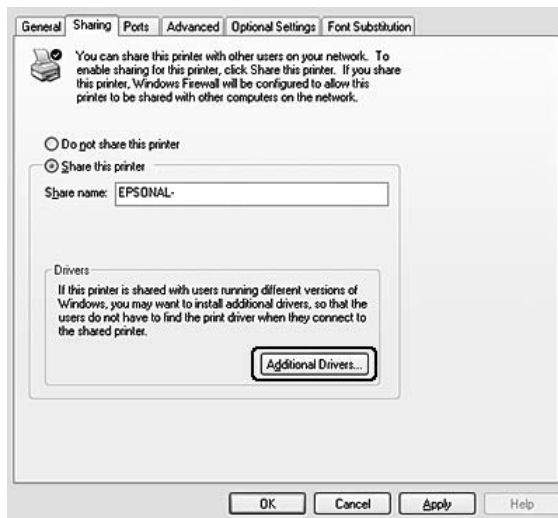 General Sharing Ports Advanced Optional Settings Font Substitution
You can share this printer with other users on your network. To
enable sharing for this printer, click Share this printer. If you share
this printer, Windows Firewall will be configured to allow this
printer to be shared with other computers on the network.
Do not share this printer
Share this printer
Share name: EPSONAL-
Drivers
If this printer is shared with users running different versions of
Windows, you may want to install additional drivers, so that the
users do not have to find the print driver when they connect to
the shared printer.
Additional Drivers...
OK Cancel Apply Help